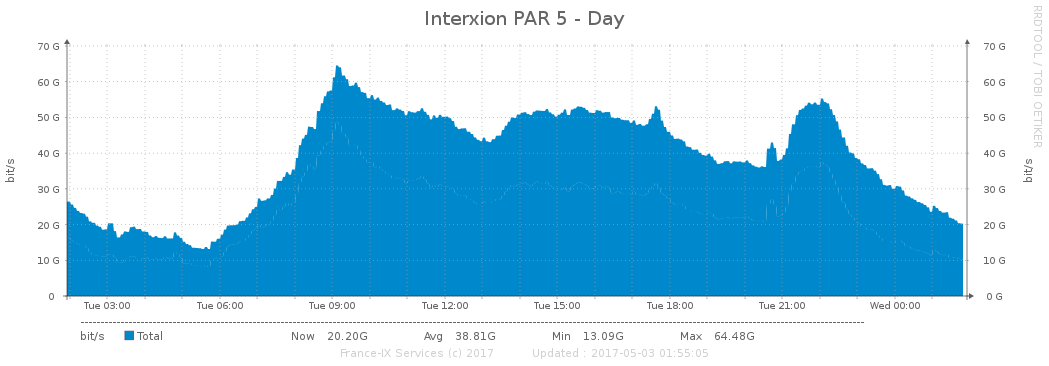 Interxion PAR 5 - Day
RRDTOOL / TOBI OETIKER
bit/s
70 G 70 G
60 G 60 G
50 G 50 G
40 G 40 G
30 G 30 G
20 G 20 G
10 G 10 G
0 0 G
bit/s
Tue 03:00 Tue 06:00 Tue 09:00 Tue 12:00 Tue 15:00 Tue 18:00 Tue 21:00 Wed 00:00
bit/s Total Now 20.20G Avg 38.81G Min 13.09G Max 64.48G
France-IX Services (c) 2017 Updated : 2017-05-03 01:55:05